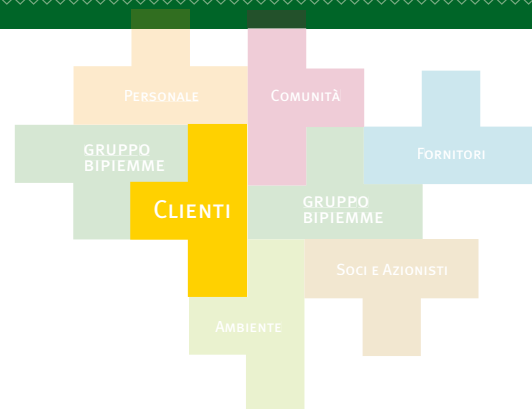 Personale
Comunità
GRUPPO
BIPIEMME
Fornitori
Clienti
GRUPPO
BIPIEMME
Soci e Azionisti
Ambiente